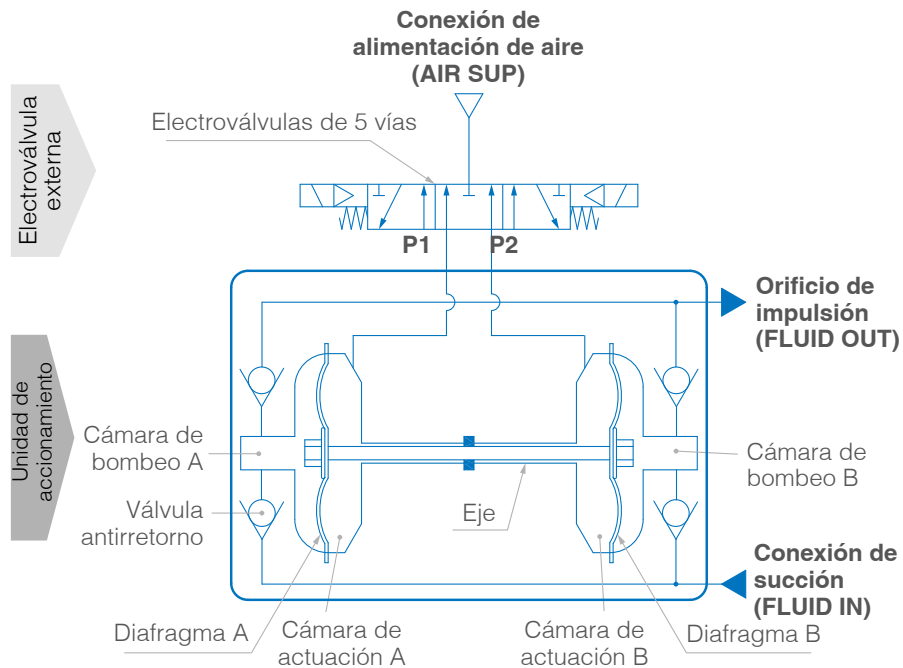 Conexión de
alimentación de aire
(AIR SUP)
Electroválvulas de 5 vías
Electroválvula
externa
P1
P2
Orificio de
impulsión
(FLUID OUT)
Unidad de
accionamiento
Cámara de
bombeo A
Cámara de
bombeo B
Válvula
antirretorno
Eje
Conexión de
succión
(FLUID IN)
Diafragma A
Cámara de
actuación A
Cámara de
actuación B
Diafragma B